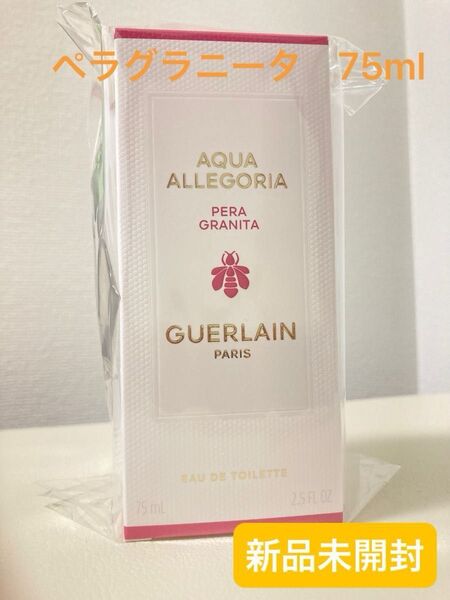 ペラグラニータ　75ml
AQUA
ALLEGORIA
PERA
GRANITA
GUERLAIN
PARIS
EAU DE TOILETTE
75 mL 2.5 FL OZ
新品未開封